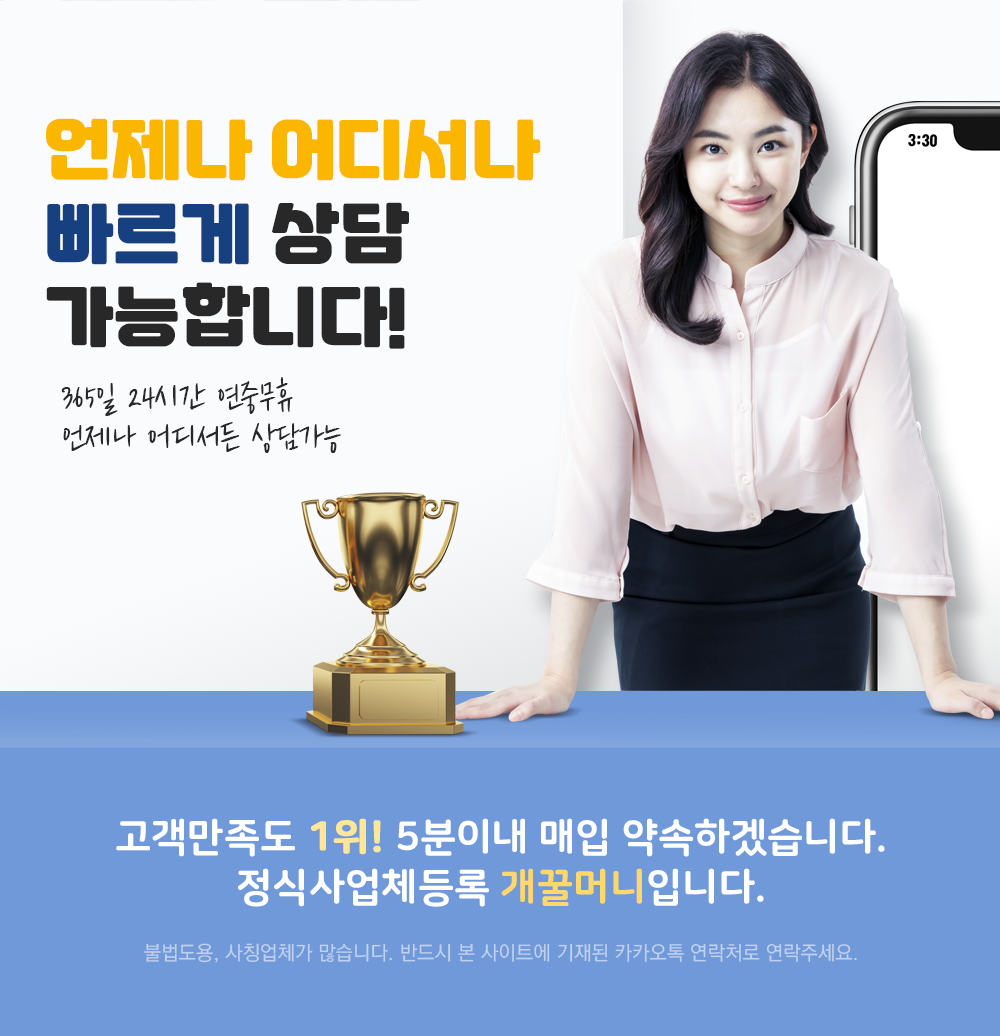 언제나 어디서나
빠르게 상담
가능합니다!
365일 24시간 연중무휴
언제나 어디서든 상담가능
3:30
고객만족도 1위! 5분이내 매입 약속하겠습니다.
정식사업체등록 개꿀머니입니다.
불법도용, 사칭업체가 많습니다. 반드시 본 사이트에 기재된 카카오톡 연락처로 연락주세요.